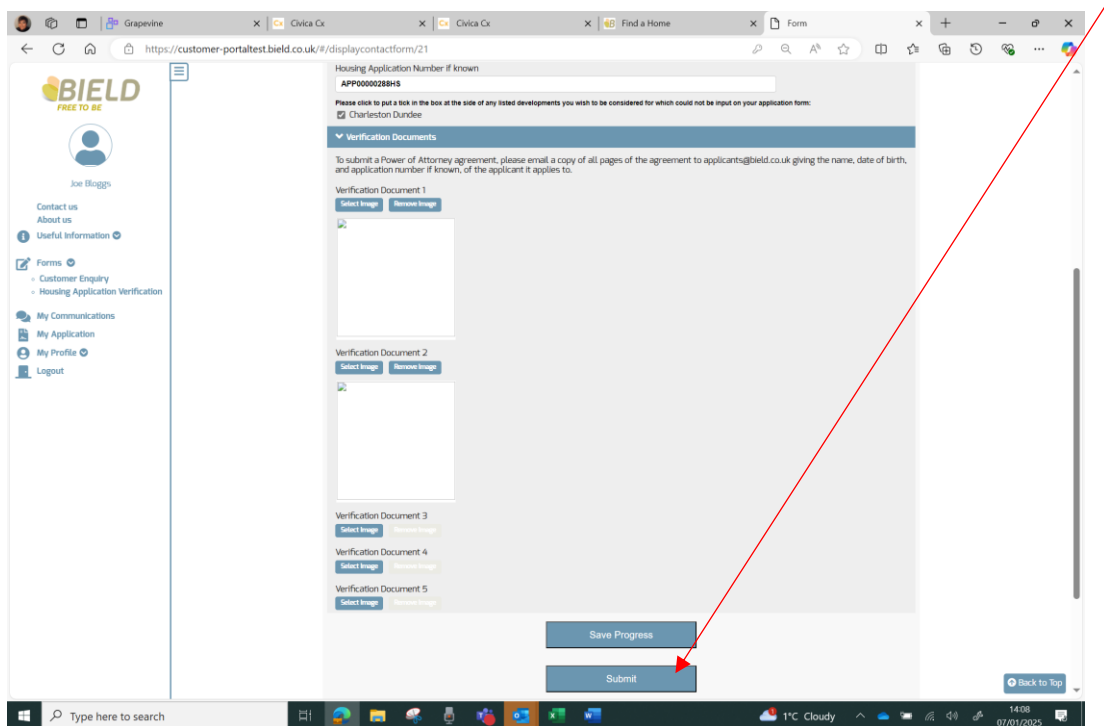 Grapevine
Civica Cx
Civica Cx
Find a Home
Form
https://customer-portaltest.bield.co.uk/#/displaycontactform/21
BIELD
FREE TO BE
Joe Bloggs
Contact us
About us
Useful Information
Forms
Customer Enquiry
Housing Application Verification
My Communications
My Application
My Profile
Logout
Housing Application Number if known
APP00000288HS
Please click to put a tick in the box at the side of any listed developments you wish to be considered for which could not be input on your application form:
Charleston Dundee
Verification Documents
To submit a Power of Attorney agreement, please email a copy of all pages of the agreement to applicants@bield.co.uk giving the name, date of birth,
and application number if known, of the applicant it applies to.
Verification Document 1
Select Image Remove Image
Verification Document 2
Select Image Remove Image
Verification Document 3
Select Image Remove Image
Verification Document 4
Select Image Remove Image
Verification Document 5
Select Image Remove Image
Save Progress
Submit
Back to Top
Type here to search
1°C Cloudy
14:08
07/01/2025